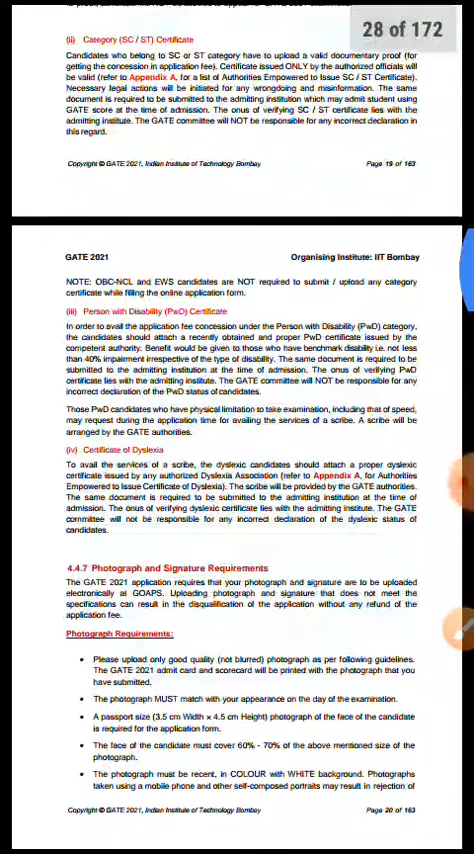 28 of 172
(ii) Category (SC / ST) Certificate
Candidates who belong to SC or ST category have to upload a valid documentary proof (for
getting the concession in application fee). Certificate issued ONLY by the authorized officials will
be valid (refer to Appendix A, for a list of Authorities Empowered to Issue SC / ST Certificate).
Necessary legal actions will be initiated for any wrongdoing and misinformation. The same
document is required to be submitted to the admitting institution which may admit student using
GATE score at the time of admission. The onus of verifying SC / ST certificate lies with the
admitting institute. The GATE committee will NOT be responsible for any incorrect declaration in
this regard.
Copyright © GATE 2021, Indian Institute of Technology Bombay Page 19 of 163
GATE 2021 Organising Institute: IIT Bombay
NOTE: OBC-NCL and EWS candidates are NOT required to submit / upload any category
certificate while filling the online application form.
(iii) Person with Disability (PwD) Certificate
In order to avail the application fee concession under the Person with Disability (PwD) category,
the candidates should attach a recently obtained and proper PwD certificate issued by the
competent authority. Benefit would be given to those who have benchmark disability i.e. not less
than 40% impairment irrespective of the type of disability. The same document is required to be
submitted to the admitting institution at the time of admission. The onus of verifying PwD
certificate lies with the admitting institute. The GATE committee will NOT be responsible for any
incorrect declaration of the PwD status of candidates.
Those PwD candidates who have physical limitation to take examination, including that of speed,
may request during the application time for availing the services of a scribe. A scribe will be
arranged by the GATE authorities.
(iv) Certificate of Dyslexia
To avail the services of a scribe, the dyslexic candidates should attach a proper dyslexic
certificate issued by any authorized Dyslexia Association (refer to Appendix A, for Authorities
Empowered to issue Certificate of Dyslexia). The scribe will be provided by the GATE authorities.
The same document is required to be submitted to the admitting institution at the time of
admission. The onus of verifying dyslexic certificate lies with the admitting institute. The GATE
committee will not be responsible for any incorrect declaration of the dyslexic status of
candidates.
4.4.7 Photograph and Signature Requirements
The GATE 2021 application requires that your photograph and signature are to be uploaded
electronically at GOAPS. Uploading photograph and signature that does not meet the
specifications can result in the disqualification of the application without any refund of the
application fee.
Photograph Requirements:
• Please upload only good quality (not blurred) photograph as per following guidelines.
The GATE 2021 admit card and scorecard will be printed with the photograph that you
have submitted.
• The photograph MUST match with your appearance on the day of the examination.
• A passport size (3.5 cm Width × 4.5 cm Height) photograph of the face of the candidate
is required for the application form.
• The face of the candidate must cover 60% - 70% of the above mentioned size of the
photograph.
• The photograph must be recent, in COLOUR with WHITE background. Photographs
taken using a mobile phone and other self-composed portraits may result in rejection of
Copyright © GATE 2021, Indian Institute of Technology Bombay Page 20 of 163